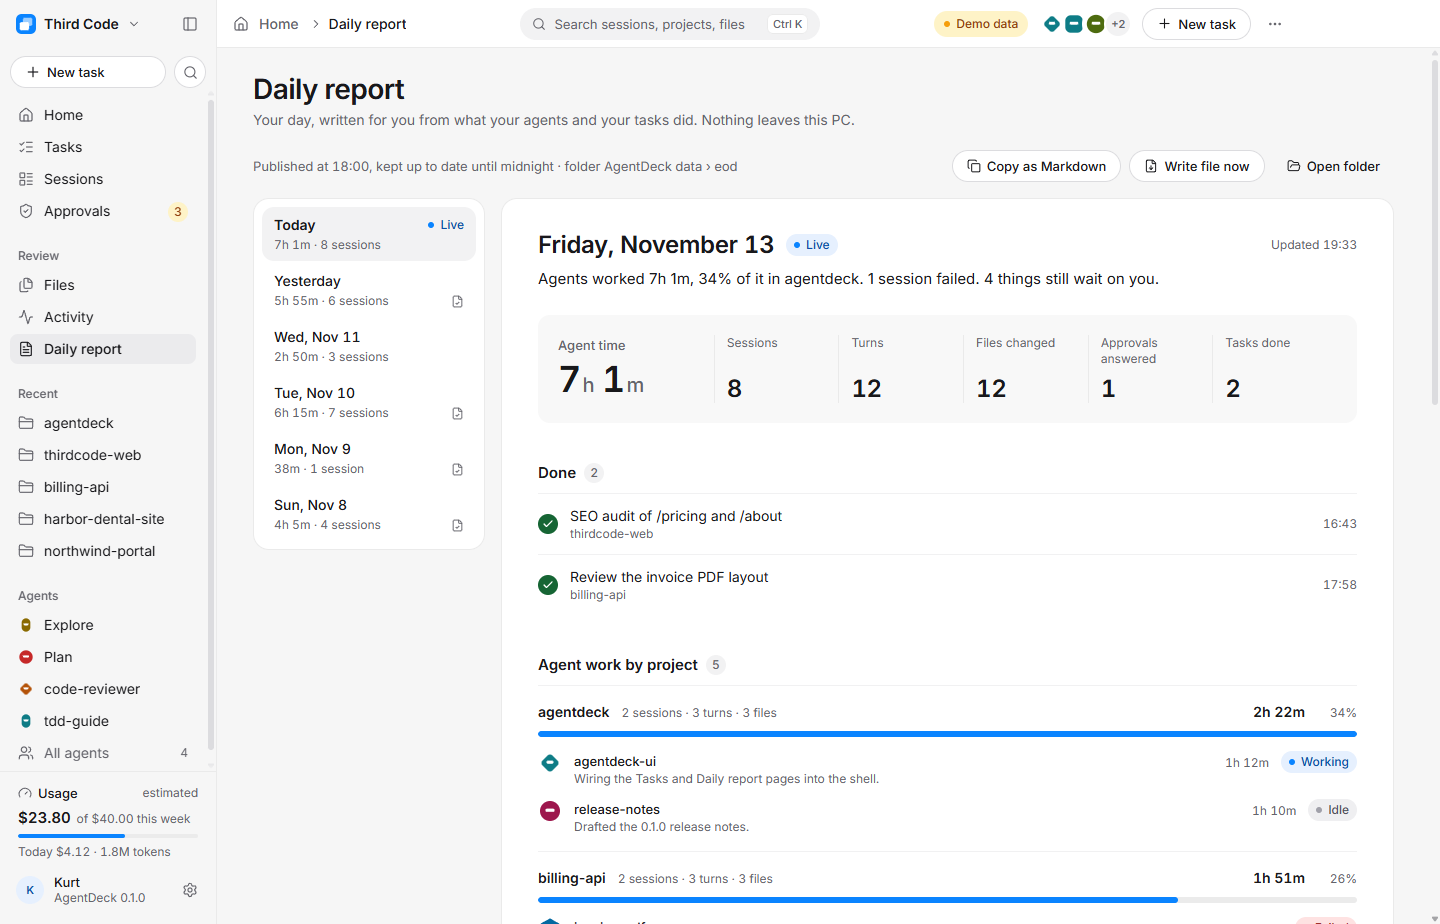 Third Code
Home
Daily report
Search sessions, projects, files
Ctrl K
Demo data
+2
New task
New task
Home
Tasks
Sessions
Approvals
3
Review
Files
Activity
Daily report
Recent
agentdeck
thirdcode-web
billing-api
harbor-dental-site
northwind-portal
Agents
Explore
Plan
code-reviewer
tdd-guide
All agents
4
Usage
estimated
$23.80 of $40.00 this week
Today $4.12 · 1.8M tokens
K
Kurt
AgentDeck 0.1.0
Daily report
Your day, written for you from what your agents and your tasks did. Nothing leaves this PC.
Published at 18:00, kept up to date until midnight · folder AgentDeck data › eod
Copy as Markdown
Write file now
Open folder
Today
Live
7h 1m · 8 sessions
Yesterday
5h 55m · 6 sessions
Wed, Nov 11
2h 50m · 3 sessions
Tue, Nov 10
6h 15m · 7 sessions
Mon, Nov 9
38m · 1 session
Sun, Nov 8
4h 5m · 4 sessions
Friday, November 13
Live
Updated 19:33
Agents worked 7h 1m, 34% of it in agentdeck. 1 session failed. 4 things still wait on you.
Agent time
7h 1m
Sessions
8
Turns
12
Files changed
12
Approvals
answered
1
Tasks done
2
Done 2
SEO audit of /pricing and /about
thirdcode-web
16:43
Review the invoice PDF layout
billing-api
17:58
Agent work by project 5
agentdeck 2 sessions · 3 turns · 3 files
2h 22m 34%
agentdeck-ui
Wiring the Tasks and Daily report pages into the shell.
1h 12m
Working
release-notes
Drafted the 0.1.0 release notes.
1h 10m
Idle
billing-api 2 sessions · 3 turns · 3 files
1h 51m 26%